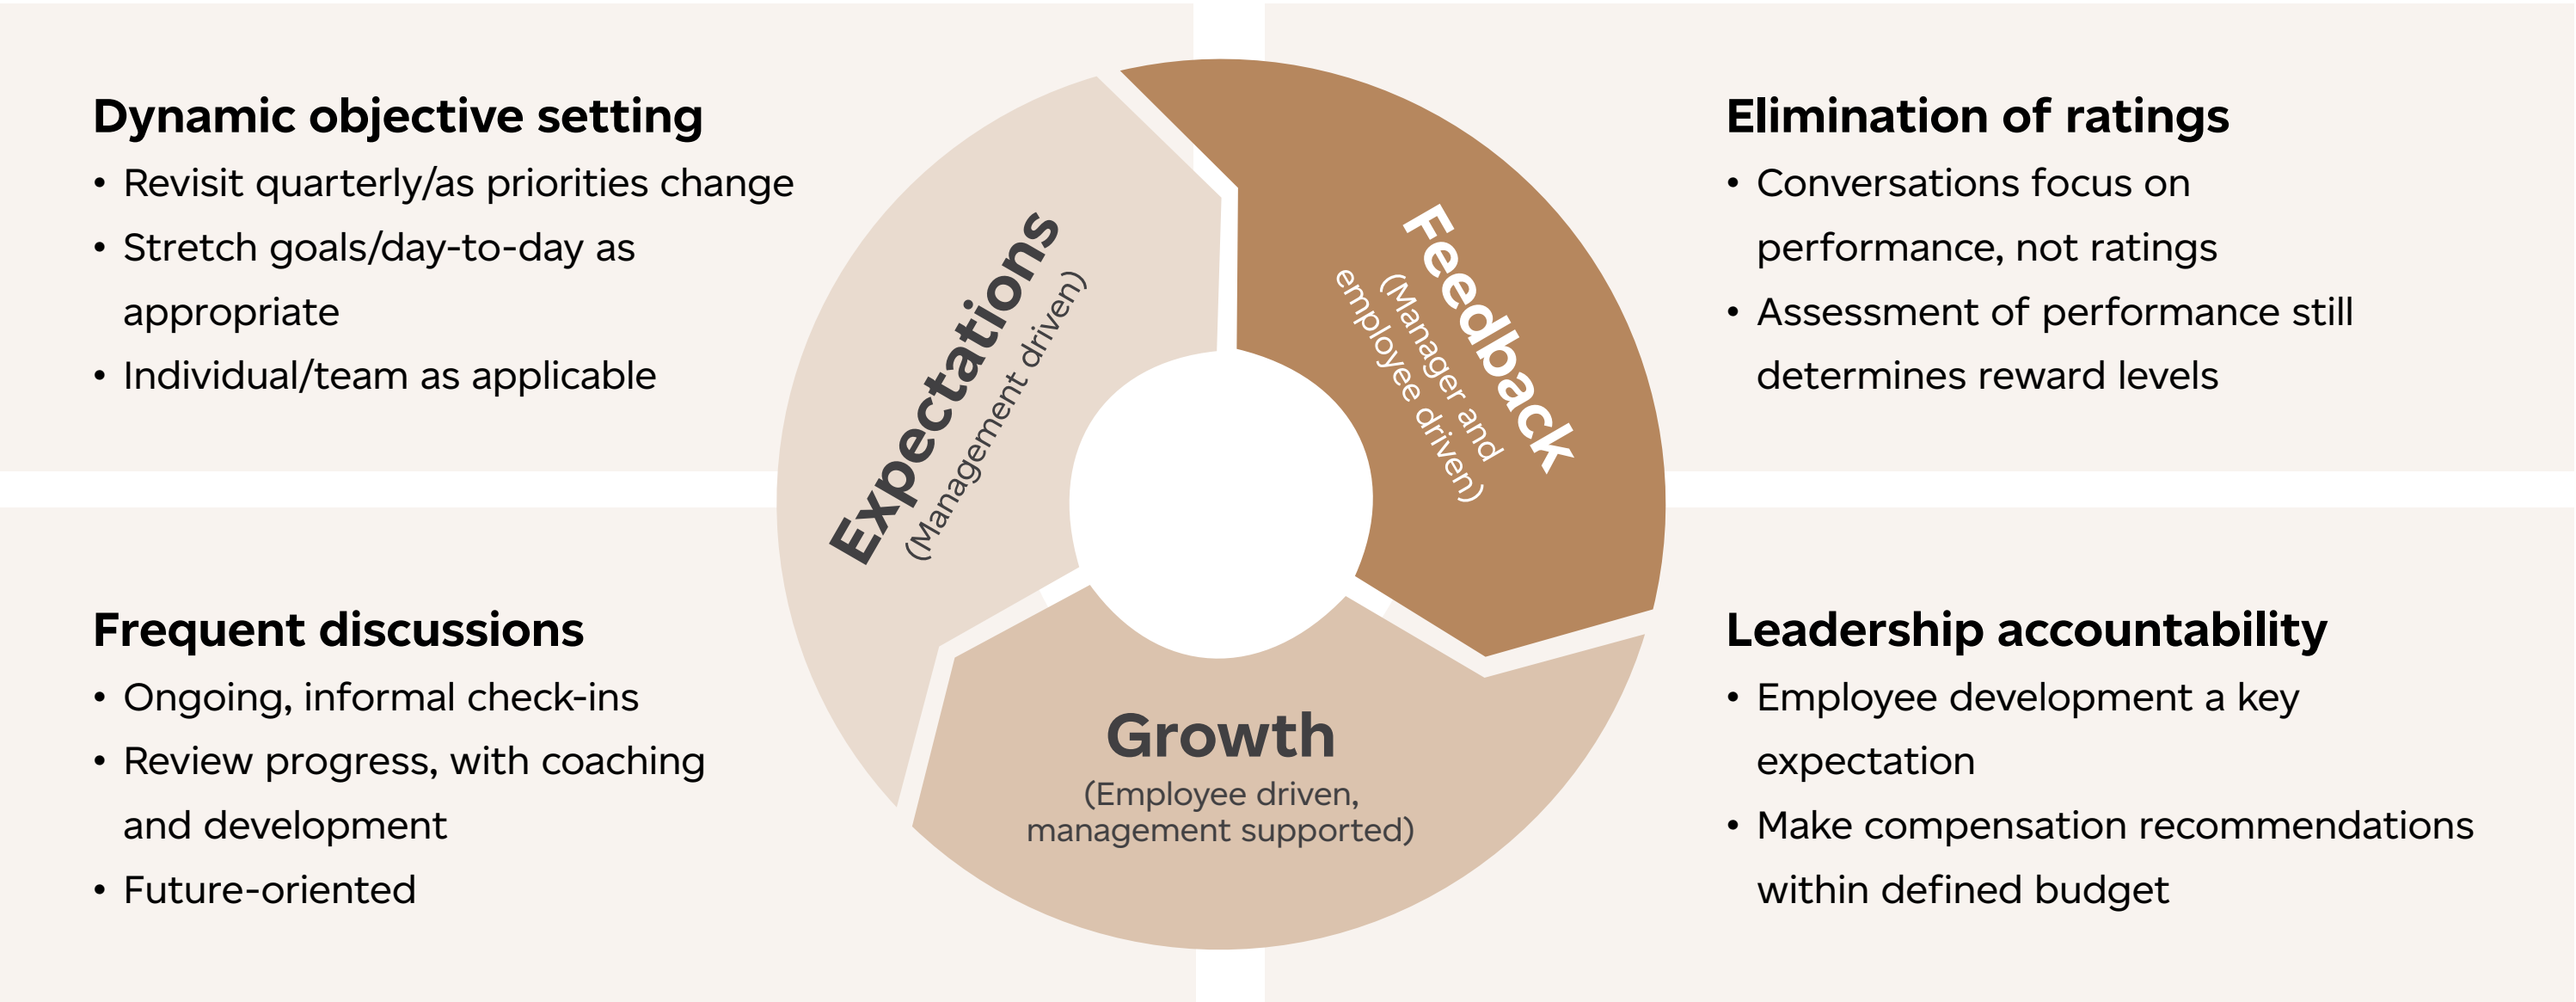 Dynamic objective setting
• Revisit quarterly/as priorities change
• Stretch goals/day-to-day as
appropriate
• Individual/team as applicable
Frequent discussions
• Ongoing, informal check-ins
• Review progress, with coaching
and development
• Future-oriented
Expectations
(Management driven)
Feedback
(Manager and
employee driven)
Growth
(Employee driven,
management supported)
Elimination of ratings
• Conversations focus on
performance, not ratings
• Assessment of performance still
determines reward levels
Leadership accountability
• Employee development a key
expectation
• Make compensation recommendations
within defined budget